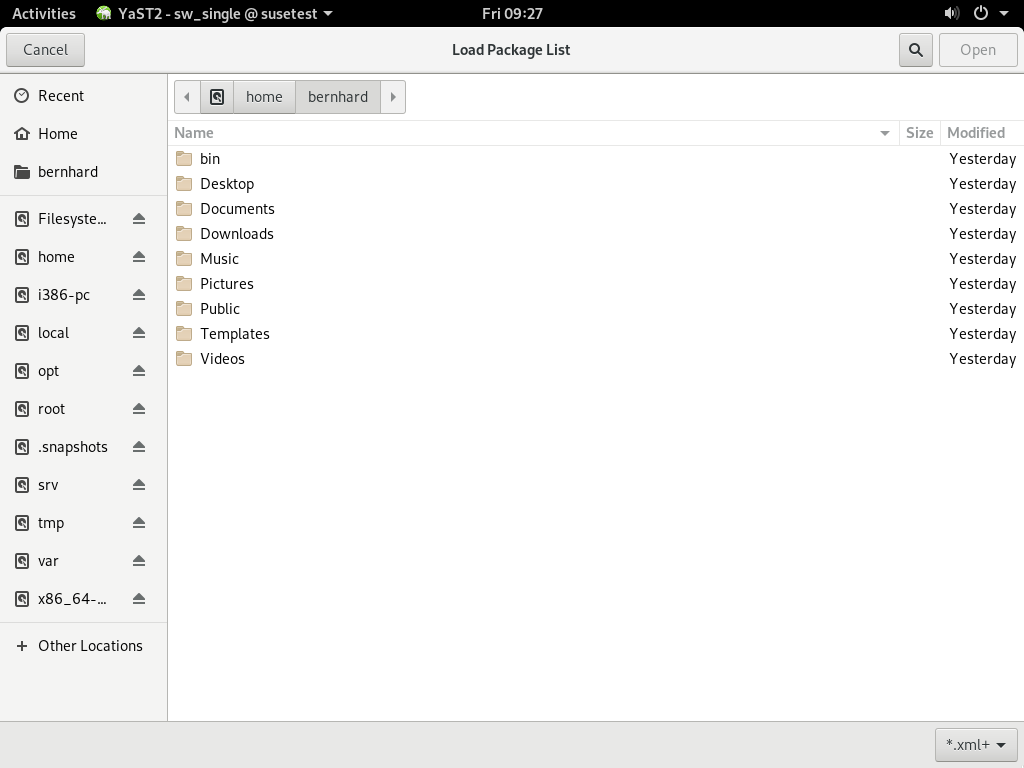 Activities YaST2 - sw_single @ susetest Fri 09:27
Cancel Load Package List Open
Recent
Home
bernhard
Filesyste...
home
i386-pc
local
opt
root
.snapshots
srv
tmp
var
x86_64-...
Other Locations
home bernhard
Name Size Modified
bin Yesterday
Desktop Yesterday
Documents Yesterday
Downloads Yesterday
Music Yesterday
Pictures Yesterday
Public Yesterday
Templates Yesterday
Videos Yesterday
*.xml+